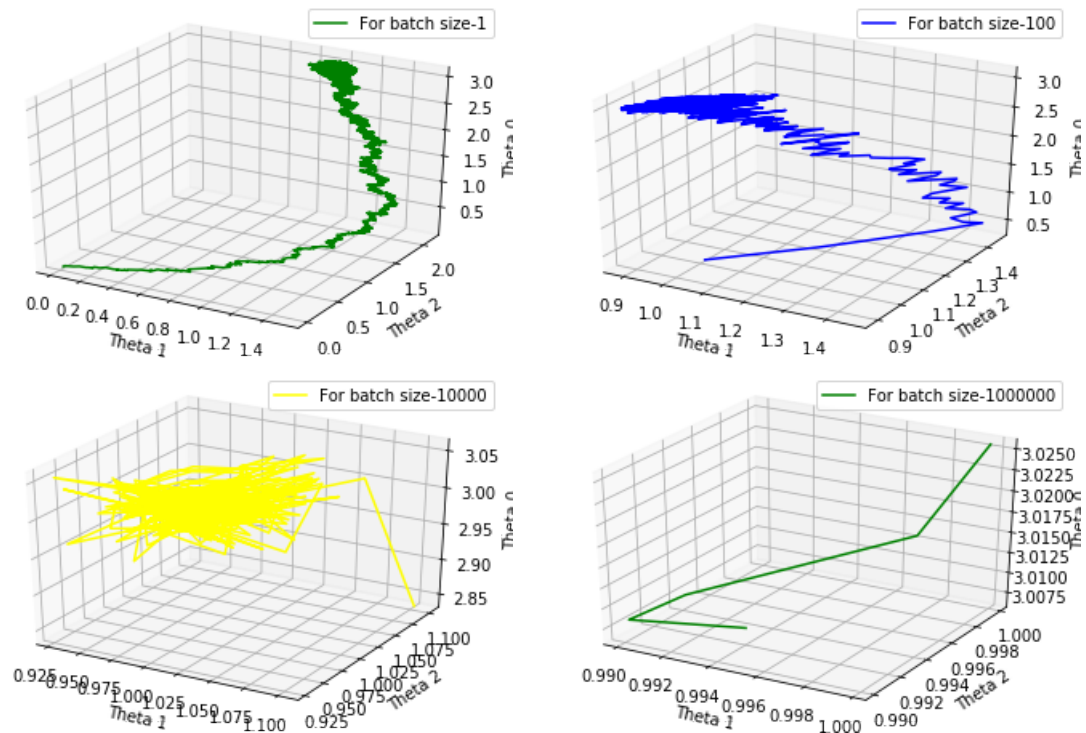 For batch size-1
3.0
2.5
2.0
1.5
1.0
0.5
Theta 0
0.0 0.2 0.4 0.6 0.8 1.0 1.2 1.4
Theta 1
0.0 0.5 1.0 1.5 2.0
Theta 2
For batch size-100
3.0
2.5
2.0
1.5
1.0
0.5
Theta 0
0.9 1.0 1.1 1.2 1.3 1.4
Theta 1
0.9 1.0 1.1 1.2 1.3 1.4
Theta 2
For batch size-10000
3.05
3.00
2.95
2.90
2.85
Theta 0
0.925 0.950 0.975 1.000 1.025 1.050 1.075 1.100
Theta 1
0.925 0.950 0.975 1.000 1.025 1.050 1.075 1.100
Theta 2
For batch size-1000000
3.0250
3.0225
3.0200
3.0175
3.0150
3.0125
3.0100
3.0075
Theta 0
0.990 0.992 0.994 0.996 0.998 1.000
Theta 1
0.990 0.992 0.994 0.996 0.998 1.000
Theta 2